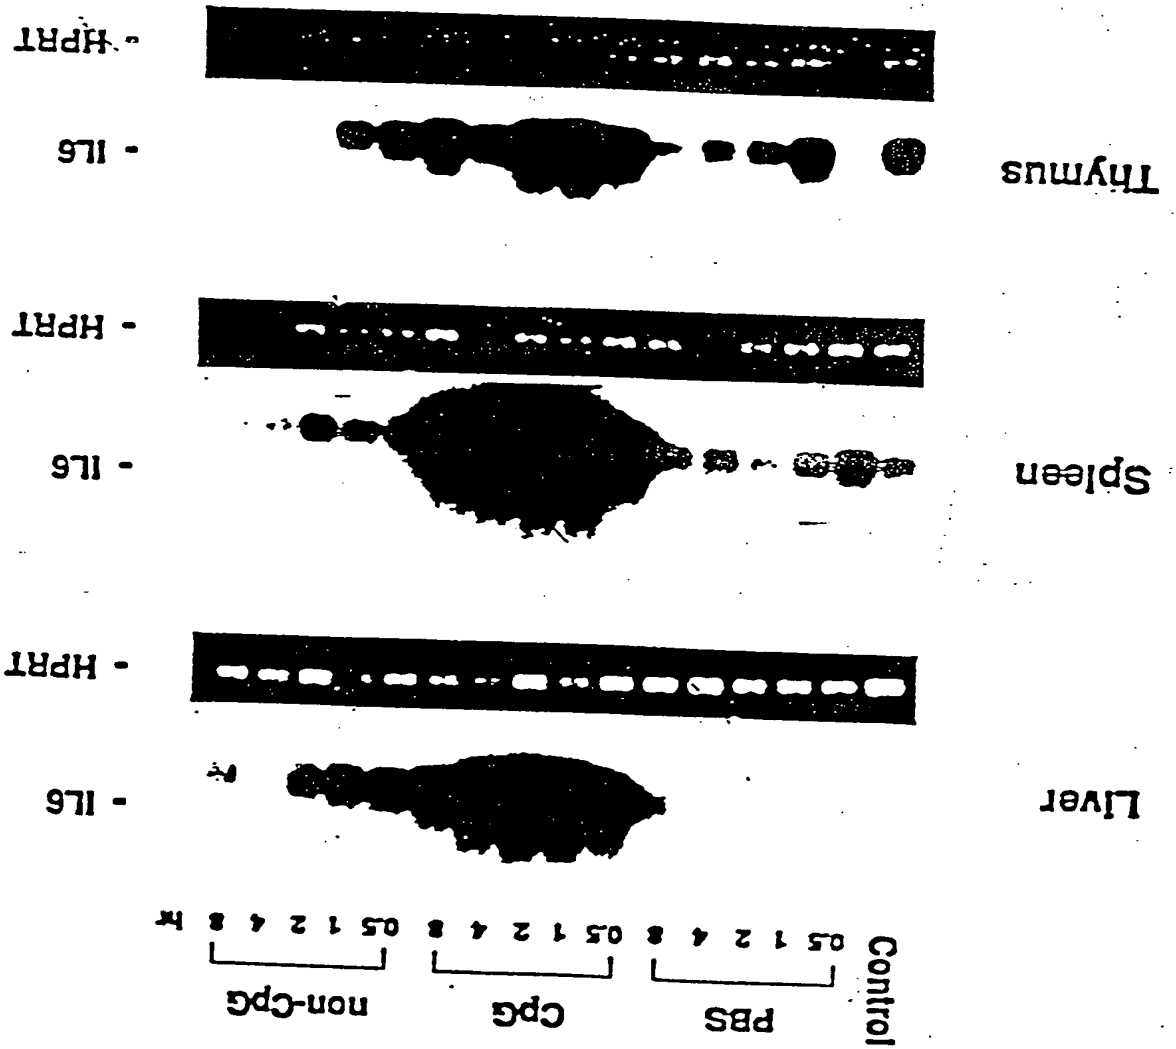 Control
PBS CpG non-CpG
0.5 1 2 4 8 0.5 1 2 4 8 0.5 1 2 4 8 hr
Liver
- IL6
- HPRT
Spleen
- IL6
- HPRT
Thymus
- IL6
- HPRT